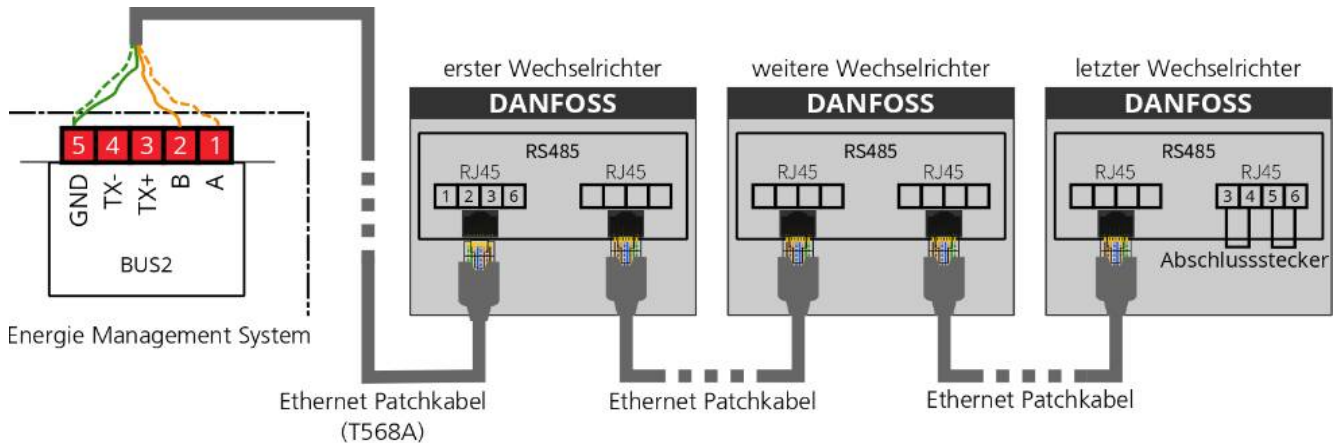 erster Wechselrichter
weitere Wechselrichter
letzter Wechselrichter
DANFOSS
DANFOSS
DANFOSS
RS485
RS485
RS485
RJ45
RJ45
RJ45
RJ45
RJ45
RJ45
5 4 3 2 1
1 2 3 6
3 4 5 6
GND
TX-
TX+
B
A
BUS2
Abschlussstecker
Energie Management System
Ethernet Patchkabel
(T568A)
Ethernet Patchkabel
Ethernet Patchkabel